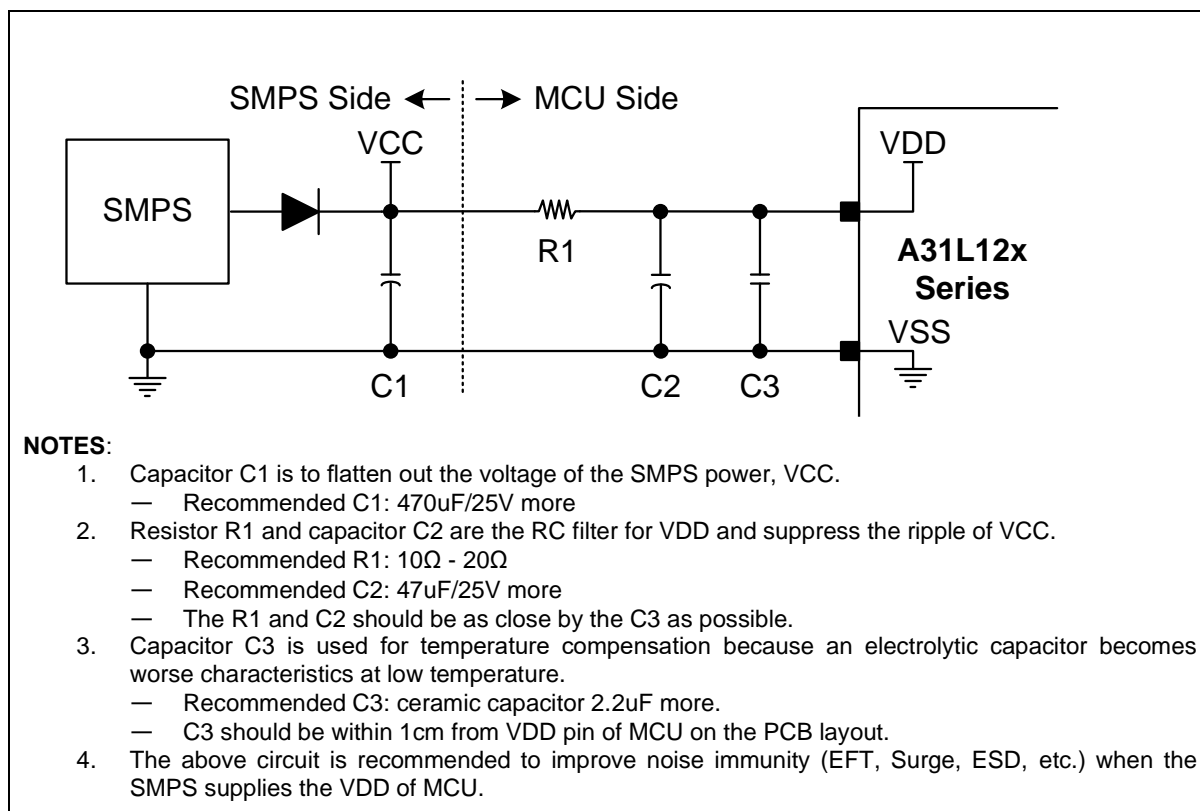 SMPS Side
MCU Side
VCC
VDD
SMPS
R1
A31L12x
Series
VSS
C1
C2
C3
NOTES:
1. Capacitor C1 is to flatten out the voltage of the SMPS power, VCC.
— Recommended C1: 470uF/25V more
2. Resistor R1 and capacitor C2 are the RC filter for VDD and suppress the ripple of VCC.
— Recommended R1: 10Ω - 20Ω
— Recommended C2: 47uF/25V more
— The R1 and C2 should be as close by the C3 as possible.
3. Capacitor C3 is used for temperature compensation because an electrolytic capacitor becomes
worse characteristics at low temperature.
— Recommended C3: ceramic capacitor 2.2uF more.
— C3 should be within 1cm from VDD pin of MCU on the PCB layout.
4. The above circuit is recommended to improve noise immunity (EFT, Surge, ESD, etc.) when the
SMPS supplies the VDD of MCU.